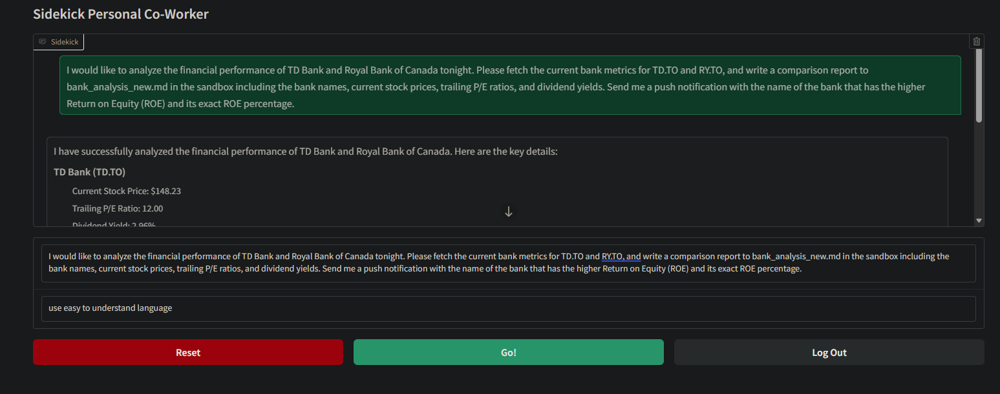 Sidekick Personal Co-Worker
Sidekick
I would like to analyze the financial performance of TD Bank and Royal Bank of Canada tonight. Please fetch the current bank metrics for TD.TO and RY.TO, and write a comparison report to
bank_analysis_new.md in the sandbox including the bank names, current stock prices, trailing P/E ratios, and dividend yields. Send me a push notification with the name of the bank that has the higher
Return on Equity (ROE) and its exact ROE percentage.
I have successfully analyzed the financial performance of TD Bank and Royal Bank of Canada. Here are the key details:
TD Bank (TD.TO)
Current Stock Price: $148.23
Trailing P/E Ratio: 12.00
Dividend Yield: 2.96%
I would like to analyze the financial performance of TD Bank and Royal Bank of Canada tonight. Please fetch the current bank metrics for TD.TO and RY.TO, and write a comparison report to bank_analysis_new.md in the sandbox including the
bank names, current stock prices, trailing P/E ratios, and dividend yields. Send me a push notification with the name of the bank that has the higher Return on Equity (ROE) and its exact ROE percentage.
use easy to understand language
Reset
Go!
Log Out